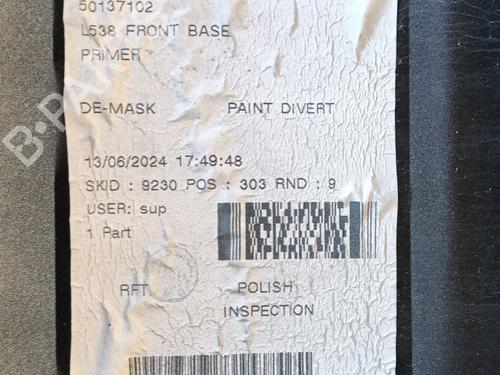 50137102
L538 FRONT BASE
PRIMER
DE-MASK PAINT DIVERT
13/06/2024 17:49:48
SKID : 9230 POS : 303 RND : 9
USER: sup
1 Part
RFT POLISH
INSPECTION